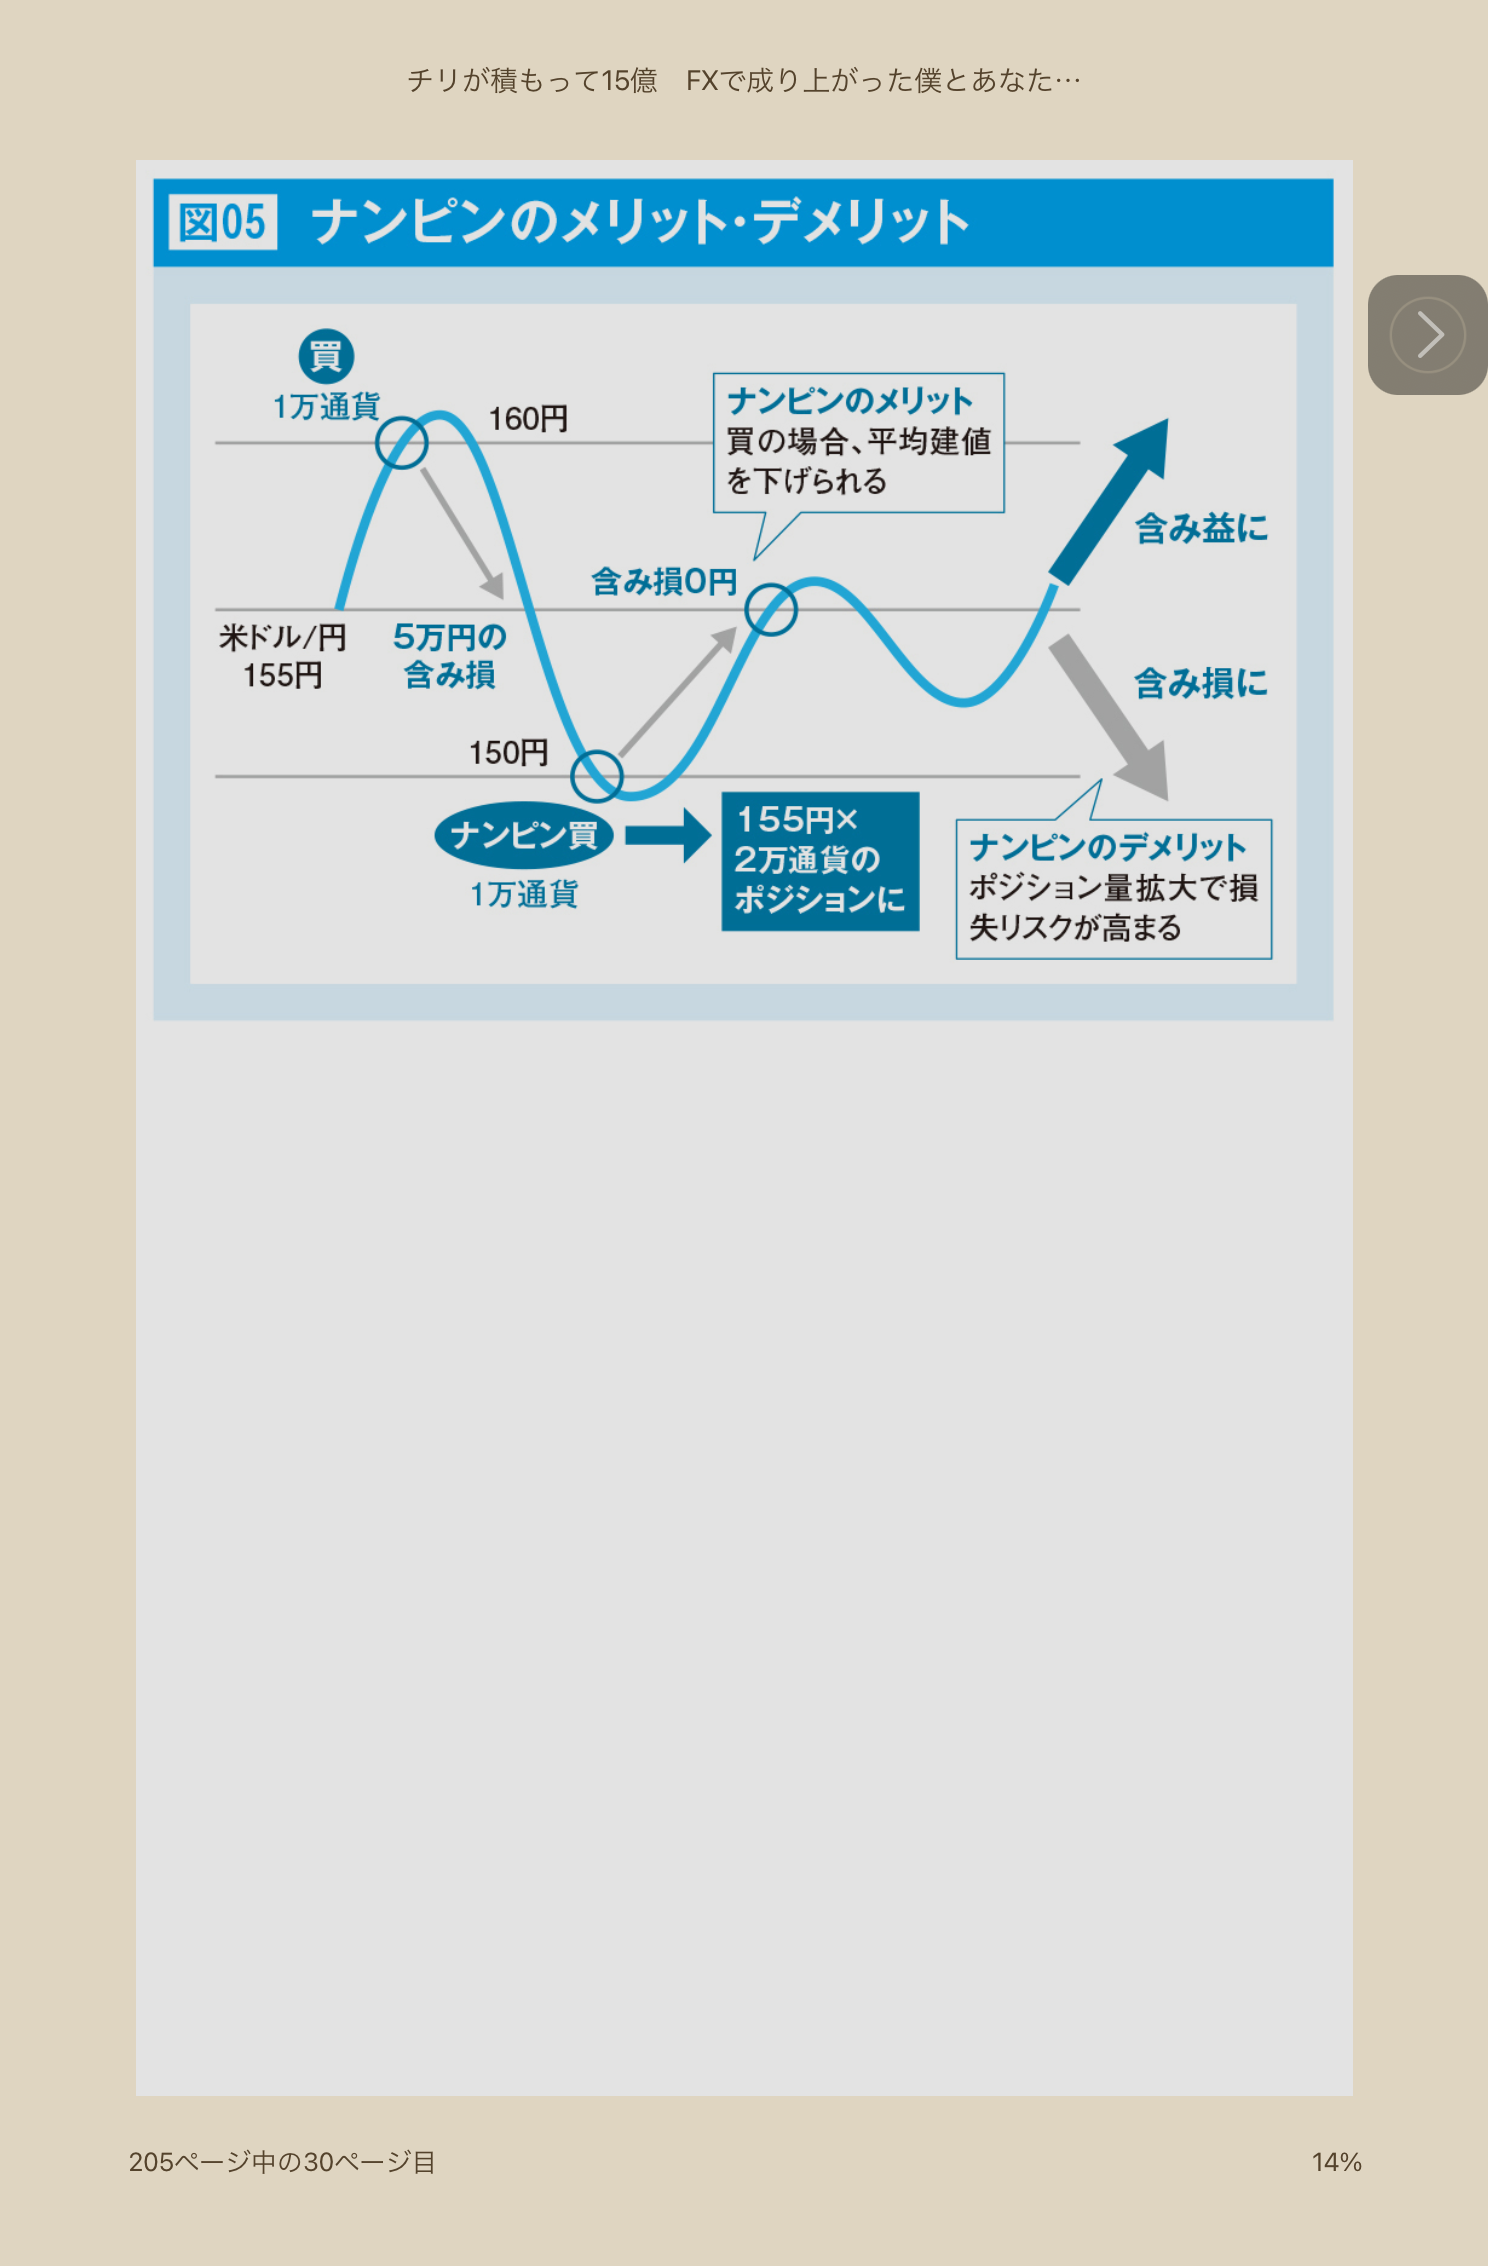 チリが積もって15億　FXで成り上がった僕とあなた…
図05 ナンピンのメリット・デメリット
買
1万通貨
160円
ナンピンのメリット
買の場合、平均建値
を下げられる
含み益に
含み損0円
米ドル/円
155円
5万円の
含み損
含み損に
150円
ナンピン買
1万通貨
155円×
2万通貨の
ポジションに
ナンピンのデメリット
ポジション量拡大で損
失リスクが高まる
205ページ中の30ページ目
14%